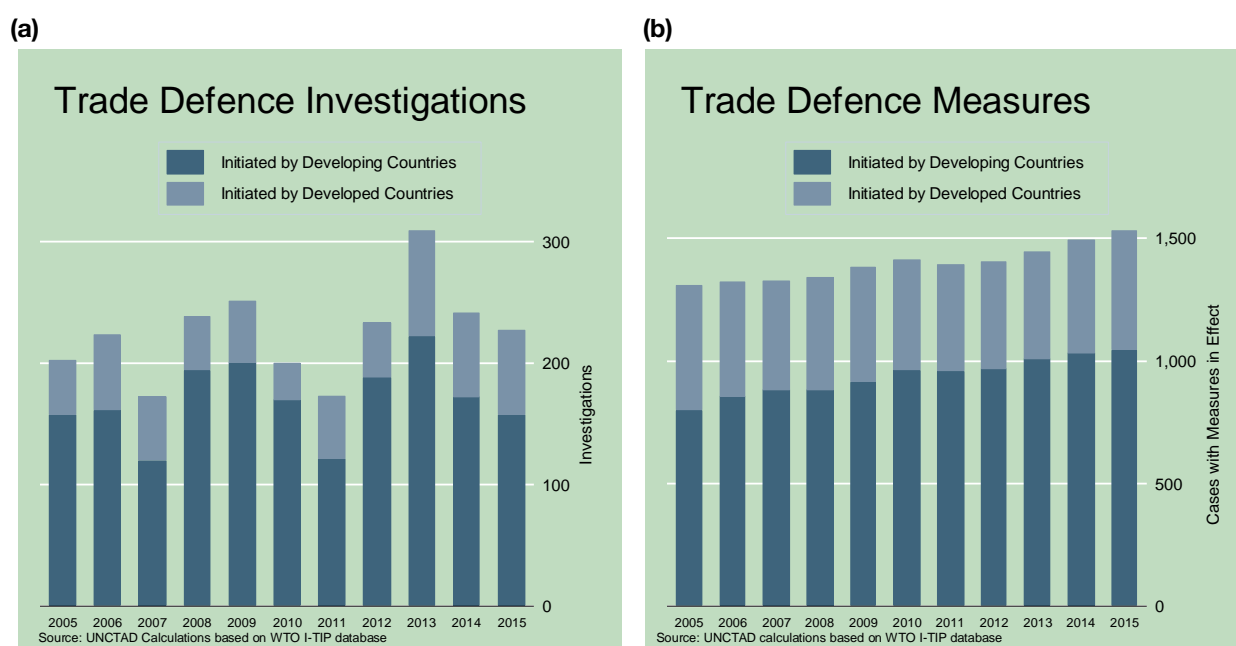 (a)
Trade Defence Investigations
Initiated by Developing Countries
Initiated by Developed Countries
300
200
100
0
Investigations
2005 2006 2007 2008 2009 2010 2011 2012 2013 2014 2015
Source: UNCTAD Calculations based on WTO I-TIP database
(b)
Trade Defence Measures
Initiated by Developing Countries
Initiated by Developed Countries
1,500
1,000
500
0
Cases with Measures in Effect
2005 2006 2007 2008 2009 2010 2011 2012 2013 2014 2015
Source: UNCTAD calculations based on WTO I-TIP database